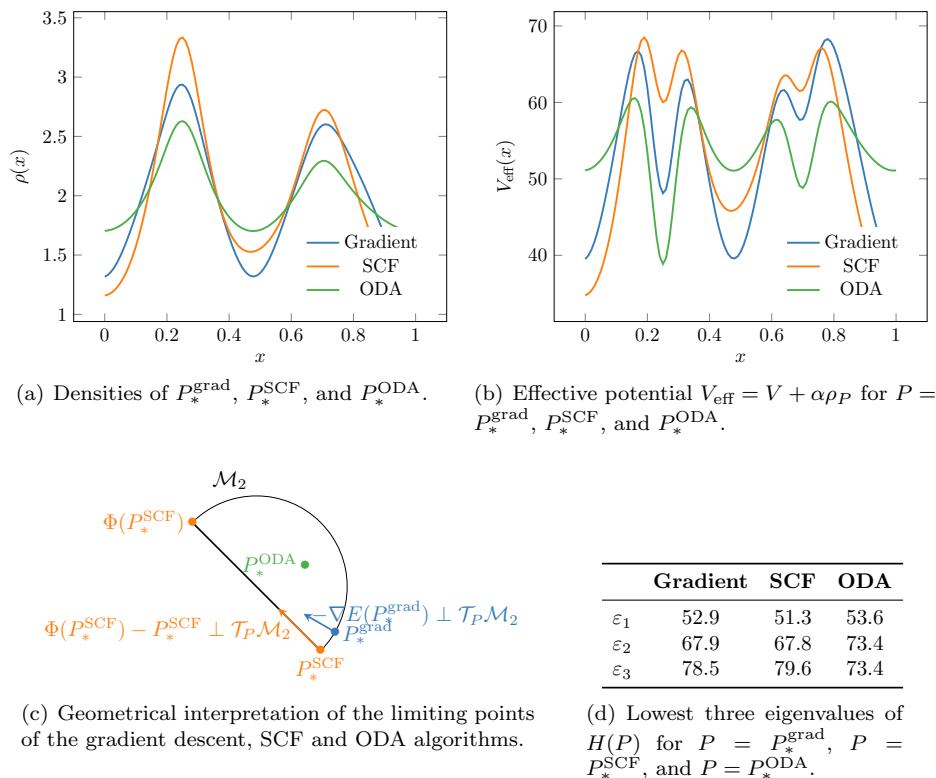 3.5
3
2.5
2
1.5
1
ρ(x)
0 0.2 0.4 0.6 0.8 1
x
Gradient
SCF
ODA
70
60
50
40
V_eff(x)
0 0.2 0.4 0.6 0.8 1
x
Gradient
SCF
ODA
(a) Densities of P_*^grad, P_*^SCF, and P_*^ODA.
(b) Effective potential V_eff = V + αρ_P for P =
P_*^grad, P_*^SCF, and P_*^ODA.
M_2
Φ(P_*^SCF)
P_*^ODA
−∇E(P_*^grad) ⊥ T_P M_2
Φ(P_*^SCF) − P_*^SCF ⊥ T_P M_2
P_*^grad
P_*^SCF
(c) Geometrical interpretation of the limiting points
of the gradient descent, SCF and ODA algorithms.
Gradient SCF ODA
ε_1 52.9 51.3 53.6
ε_2 67.9 67.8 73.4
ε_3 78.5 79.6 73.4
(d) Lowest three eigenvalues of
H(P) for P = P_*^grad, P =
P_*^SCF, and P = P_*^ODA.